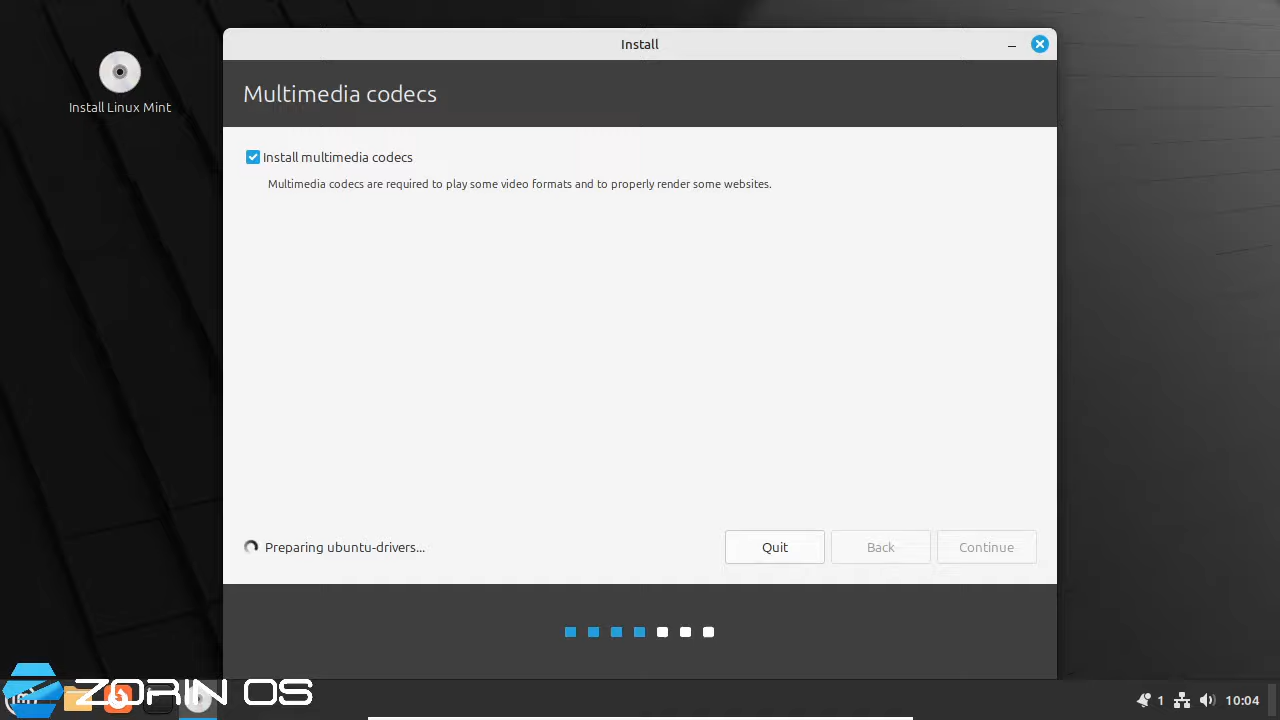 Install
Install Linux Mint
Multimedia codecs
Install multimedia codecs
Multimedia codecs are required to play some video formats and to properly render some websites.
Preparing ubuntu-drivers...
Quit
Back
Continue
ZORIN OS
1
10:04